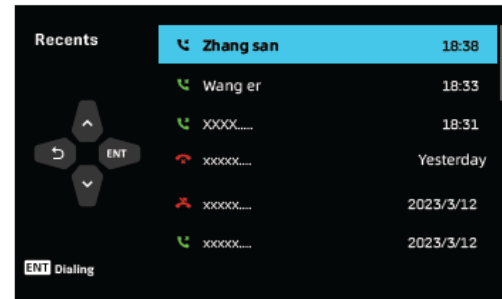 Recents
Zhang san 18:38
Wang er 18:33
XXXX..... 18:31
xxxxx.... Yesterday
xxxxx.... 2023/3/12
xxxxx.... 2023/3/12
ENT
ENT Dialing